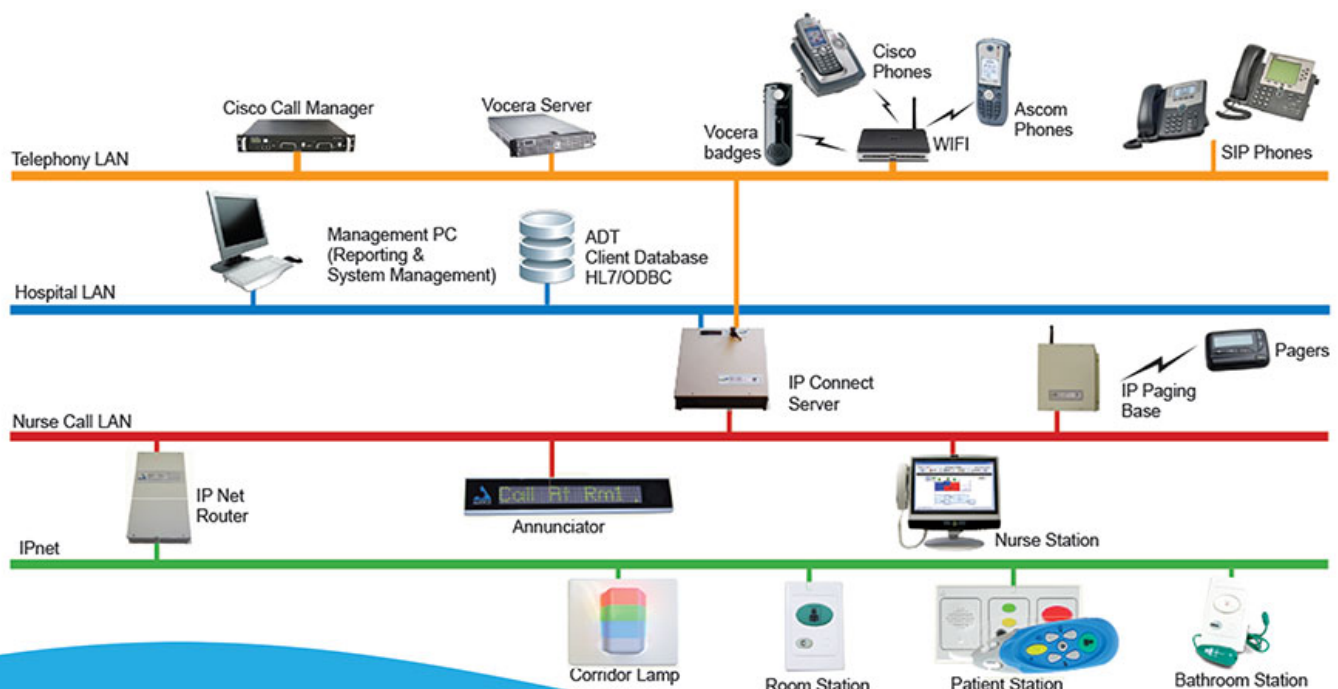 Cisco
Phones
Cisco Call Manager
Vocera Server
Ascom
Phones
Vocera
badges
WIFI
Telephony LAN
SIP Phones
Management PC
(Reporting &
System Management)
ADT
Client Database
HL7/ODBC
Hospital LAN
Pagers
IP Connect
Server
IP Paging
Base
Nurse Call LAN
IP Net
Router
Call At Rm1
Annunciator
Nurse Station
IPnet
Corridor Lamp
Room Station
Patient Station
Bathroom Station